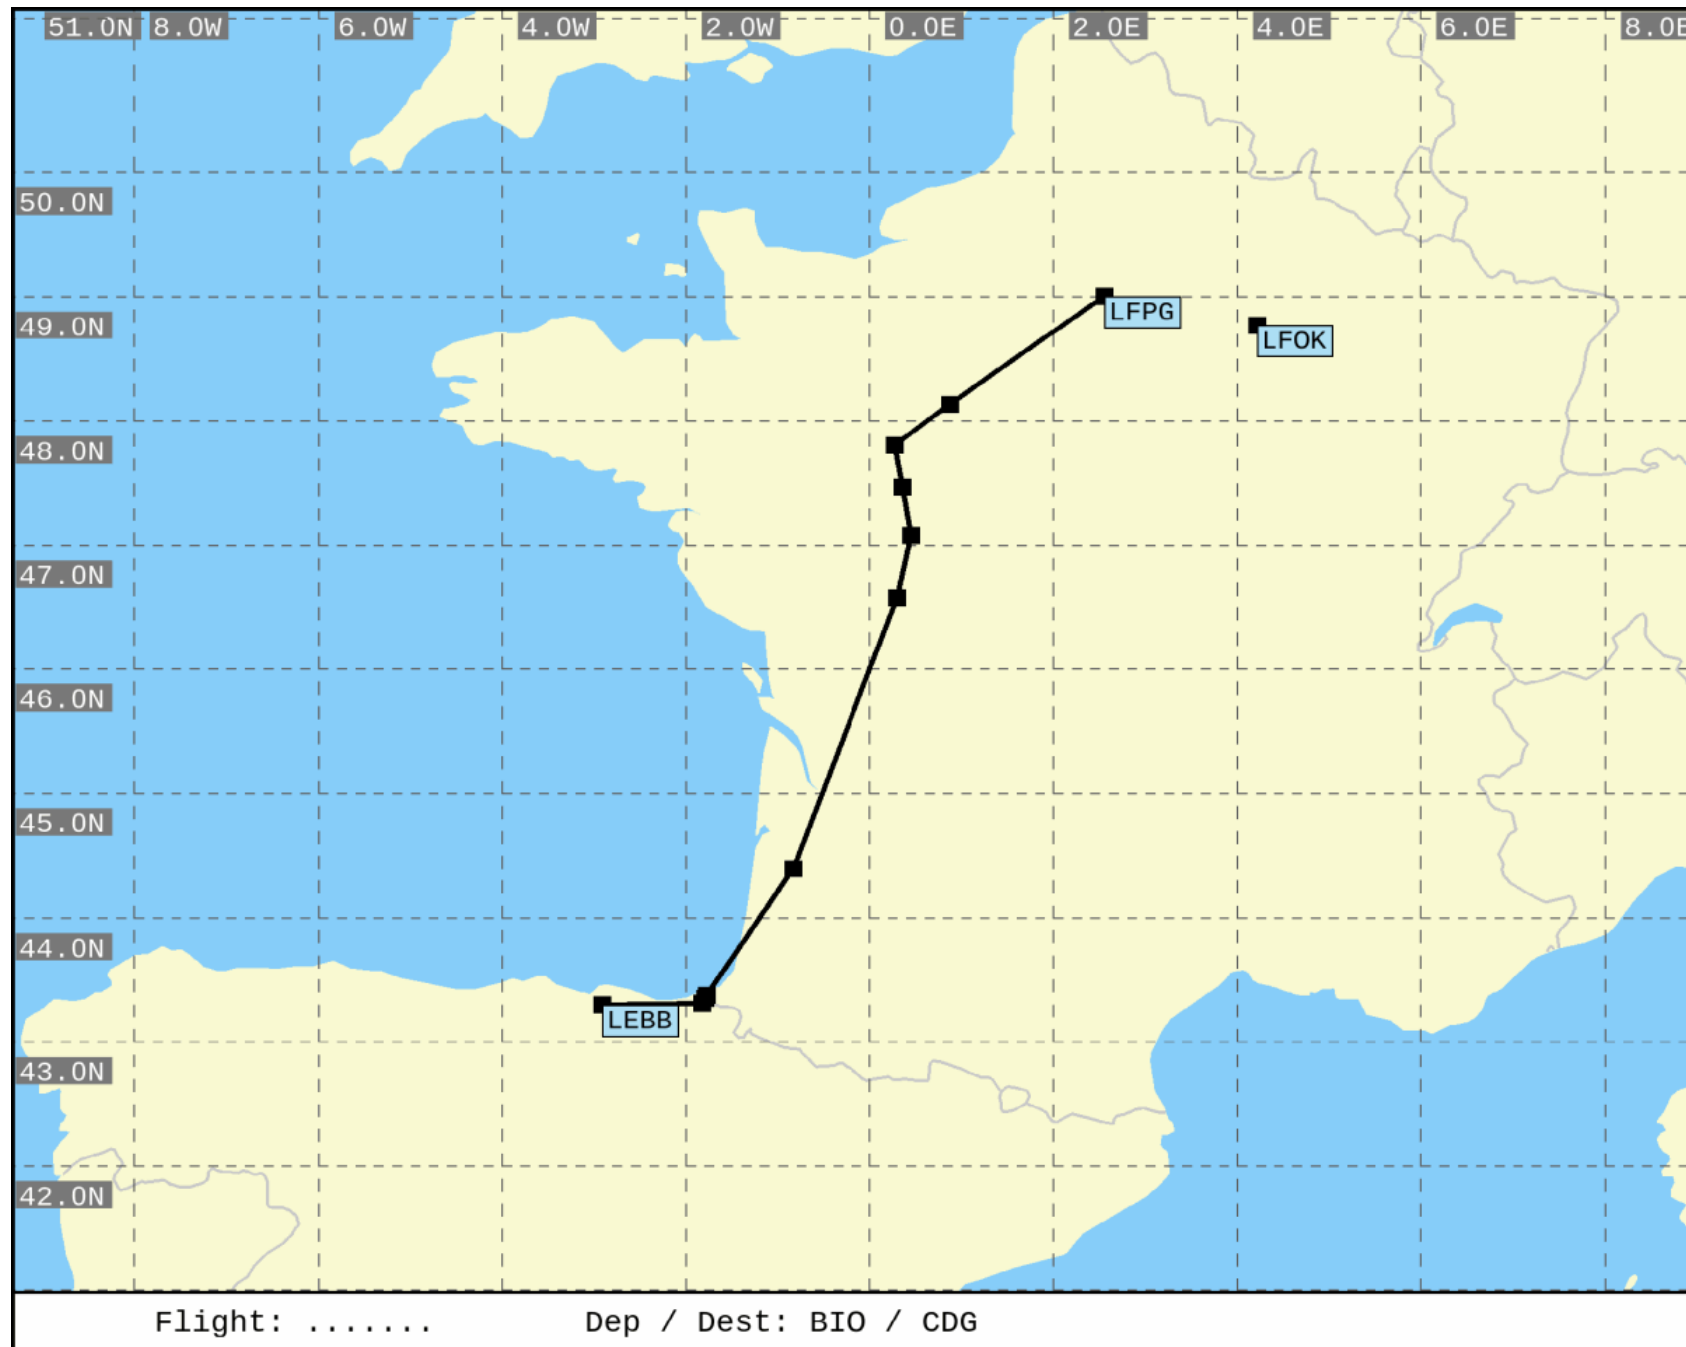 51.0N 8.0W 6.0W 4.0W 2.0W 0.0E 2.0E 4.0E 6.0E 8.0E
50.0N
49.0N
LFPG
LFOK
48.0N
47.0N
46.0N
45.0N
44.0N
LEBB
43.0N
42.0N
Flight: ....... Dep / Dest: BIO / CDG